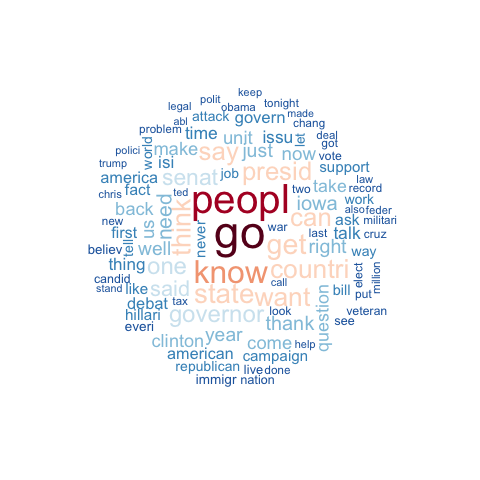 keep
polit obama tonight
legal made
attack govern chang
abl
problem time unit issu let deal
got
polici world make say just now vote
trump isi presid support
america senat job take
chris fact ted peopl two iowa record work
back need think can also feder
new us never go war ask militari
first tell last talk cruz
believ well get right way
thing one know countri elect million
candid call
stand like said state want bill put
debat tax question
hillari governor look veteran
everi year thank see
clinton come help
american campaign
republican live done
immigr nation
law